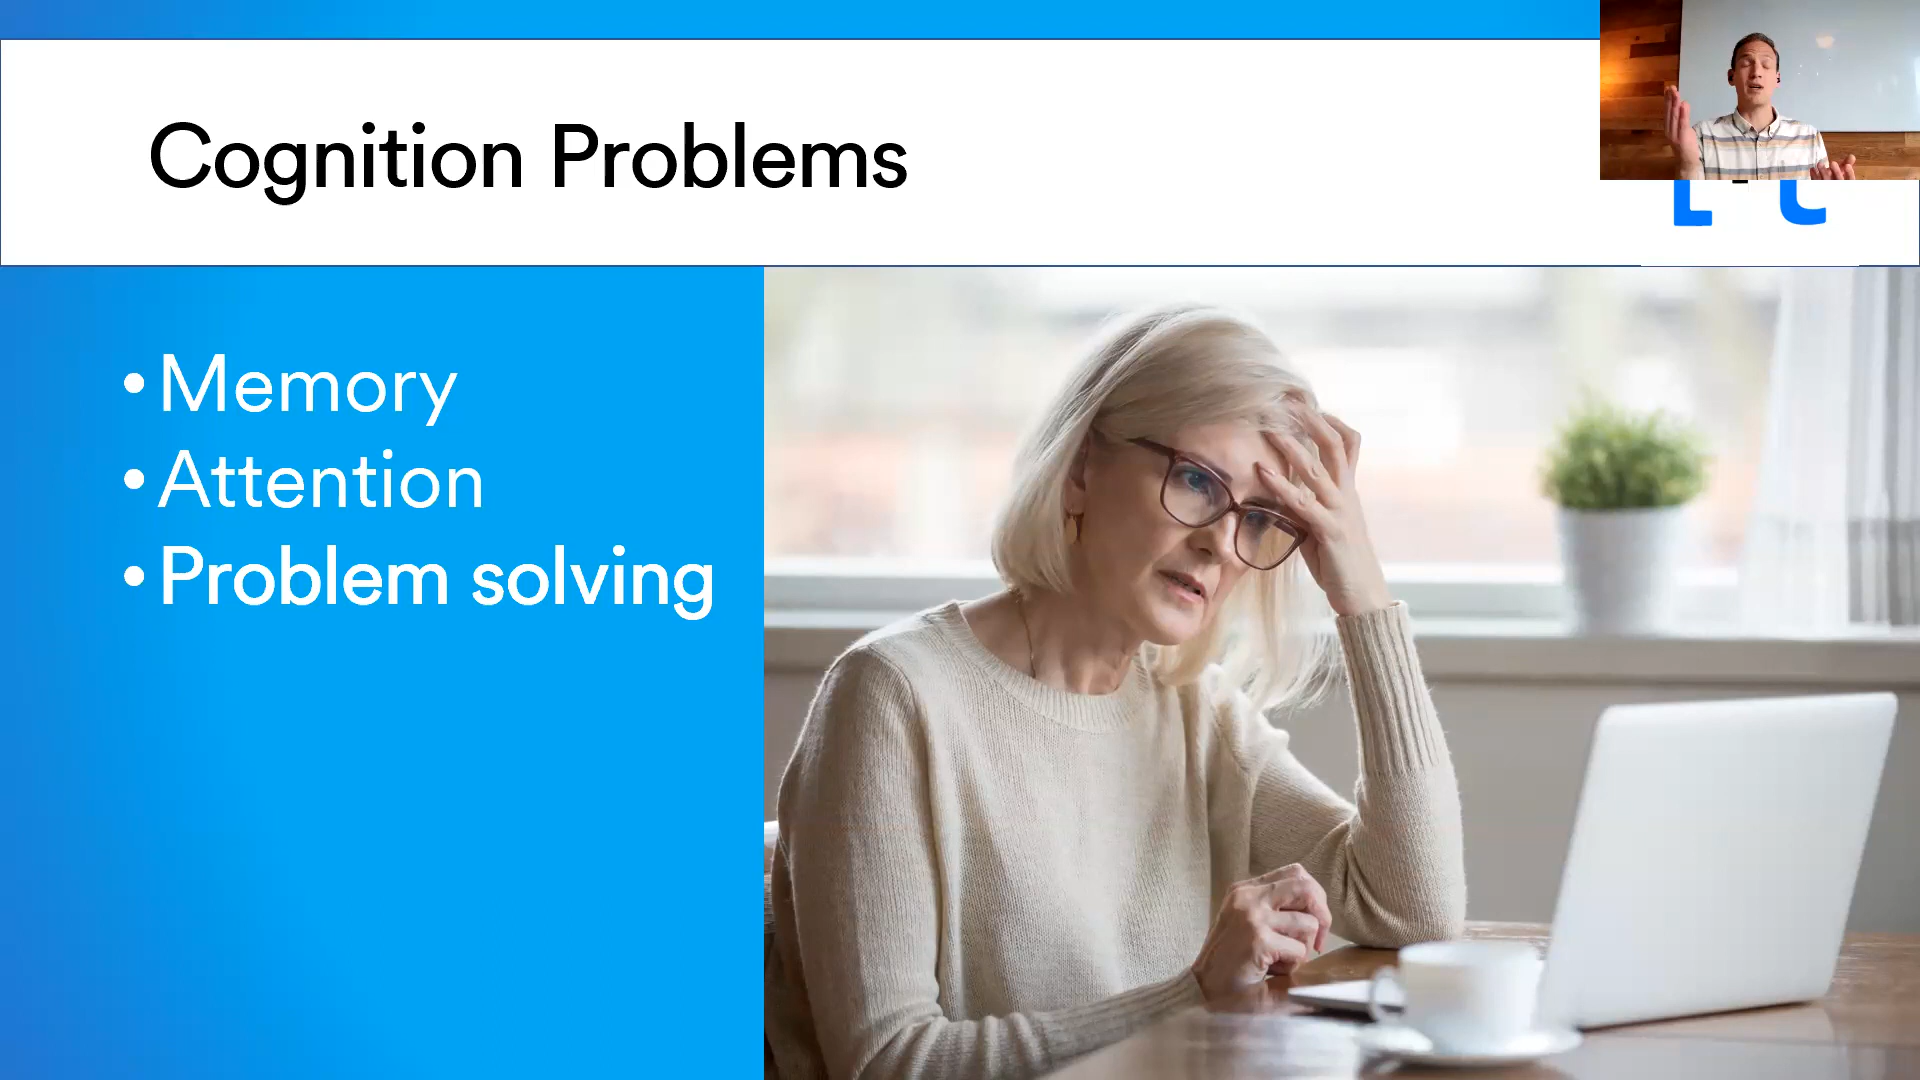 Cognition Problems
• Memory
• Attention
• Problem solving